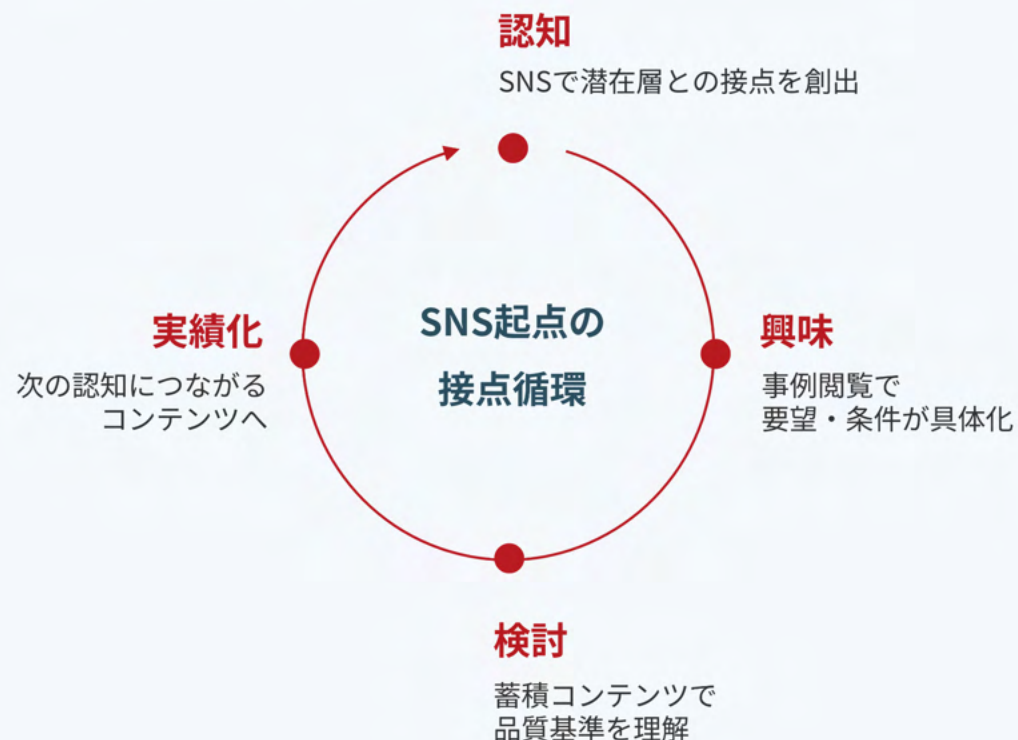 認知
SNSで潜在層との接点を創出
SNS起点の
接点循環
興味
事例閲覧で
要望・条件が具体化
検討
蓄積コンテンツで
品質基準を理解
実績化
次の認知につながる
コンテンツへ